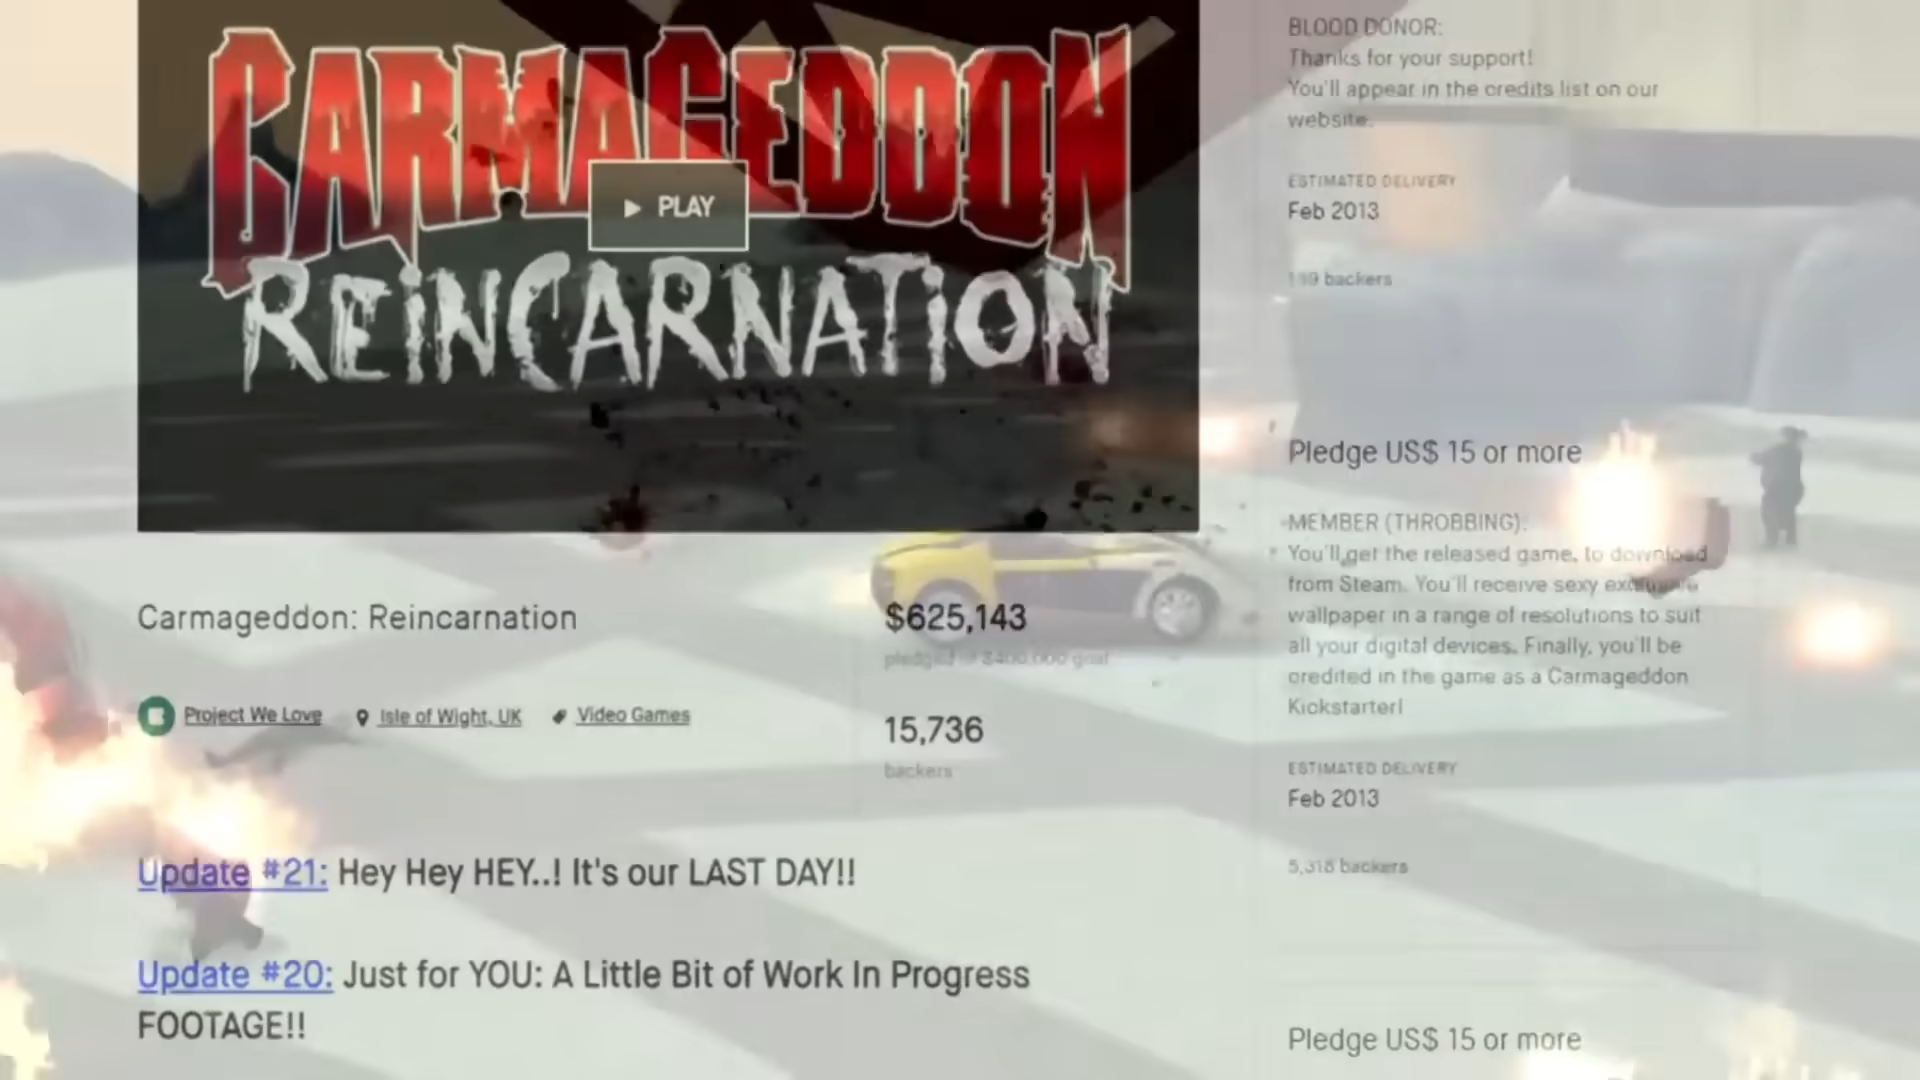 CARMAGEDDON
PLAY
REINCARNATION
Carmageddon: Reincarnation
Project We Love
Isle of Wight, UK
Video Games
$625,143
pledged of $400,000 goal
15,736
backers
Update #21: Hey Hey HEY..! It's our LAST DAY!!
Update #20: Just for YOU: A Little Bit of Work In Progress
FOOTAGE!!
BLOOD DONOR:
Thanks for your support!
You'll appear in the credits list on our
website.
ESTIMATED DELIVERY
Feb 2013
backers
Pledge US$ 15 or more
MEMBER (THROBBING):
You'll get the released game, to download
from Steam. You'll receive sexy exclusive
wallpaper in a range of resolutions to suit
all your digital devices. Finally, you'll be
credited in the game as a Carmageddon
Kickstarter!
ESTIMATED DELIVERY
Feb 2013
5,318 backers
Pledge US$ 15 or more